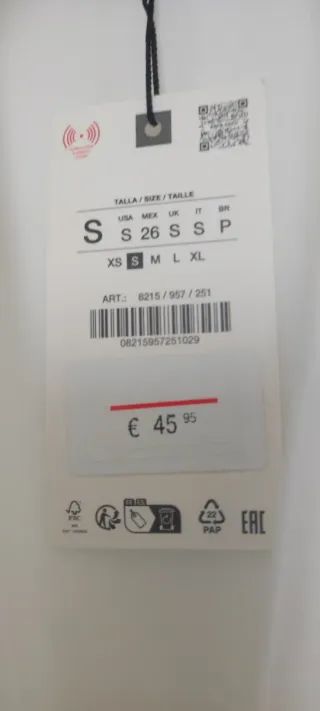 TALLA / SIZE / TAILLE
USA MEX UK IT BR
S S 26 S S P
XS S M L XL
ART.: 8215 / 957 / 251
08215957251029
€ 45 95
FSC
22
PAP
EAC